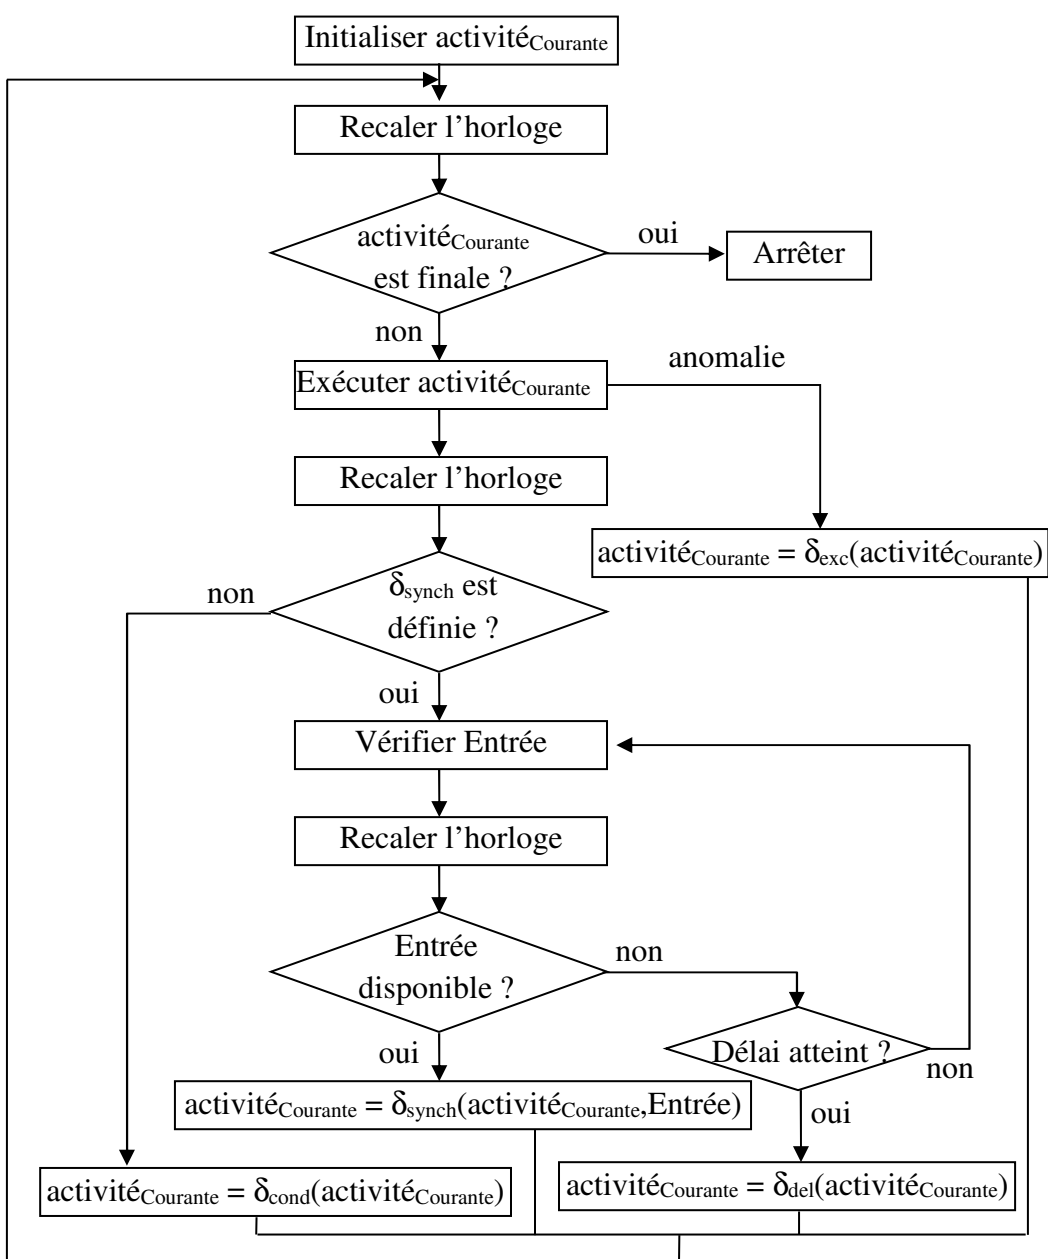 Initialiser activitéCourante
Recaler l’horloge
activitéCourante
est finale ?
oui
Arrêter
non
anomalie
Exécuter activitéCourante
Recaler l’horloge
activitéCourante = δexc(activitéCourante)
non
δsynch est
définie ?
oui
Vérifier Entrée
Recaler l’horloge
Entrée
disponible ?
non
oui
Délai atteint ?
non
activitéCourante = δsynch(activitéCourante,Entrée)
oui
activitéCourante = δcond(activitéCourante)
activitéCourante = δdel(activitéCourante)